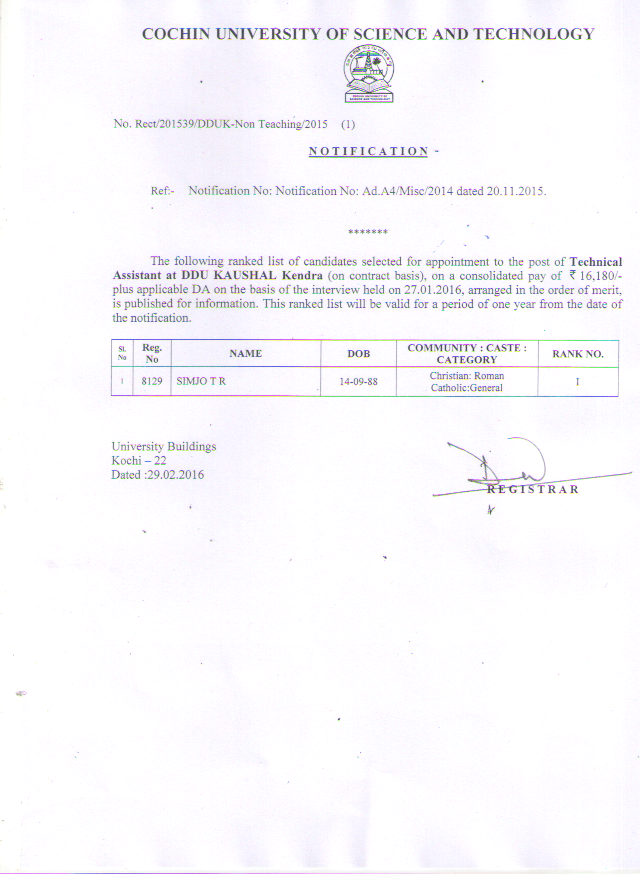 COCHIN UNIVERSITY OF SCIENCE AND TECHNOLOGY
No. Rect/201539/DDUK-Non Teaching/2015 (1)
NOTIFICATION -
Ref:- Notification No: Notification No: Ad.A4/Misc/2014 dated 20.11.2015.
*******
The following ranked list of candidates selected for appointment to the post of Technical
Assistant at DDU KAUSHAL Kendra (on contract basis), on a consolidated pay of ₹ 16,180/-
plus applicable DA on the basis of the interview held on 27.01.2016, arranged in the order of merit,
is published for information. This ranked list will be valid for a period of one year from the date of
the notification.
Sl. No Reg. No NAME DOB COMMUNITY : CASTE : CATEGORY RANK NO.
1 8129 SIMJO T R 14-09-88 Christian: Roman Catholic:General 1
University Buildings
Kochi – 22
Dated :29.02.2016
REGISTRAR